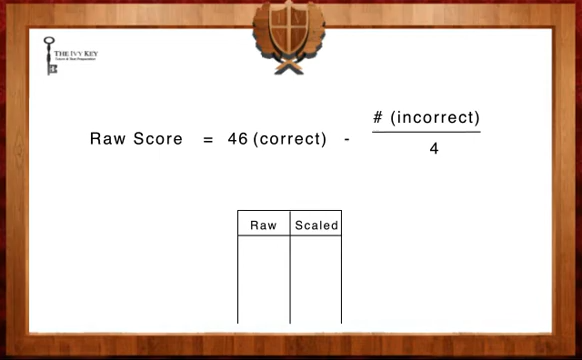 THE IVY KEY
# (incorrect)
Raw Score = 46 (correct) -
4
Raw Scaled